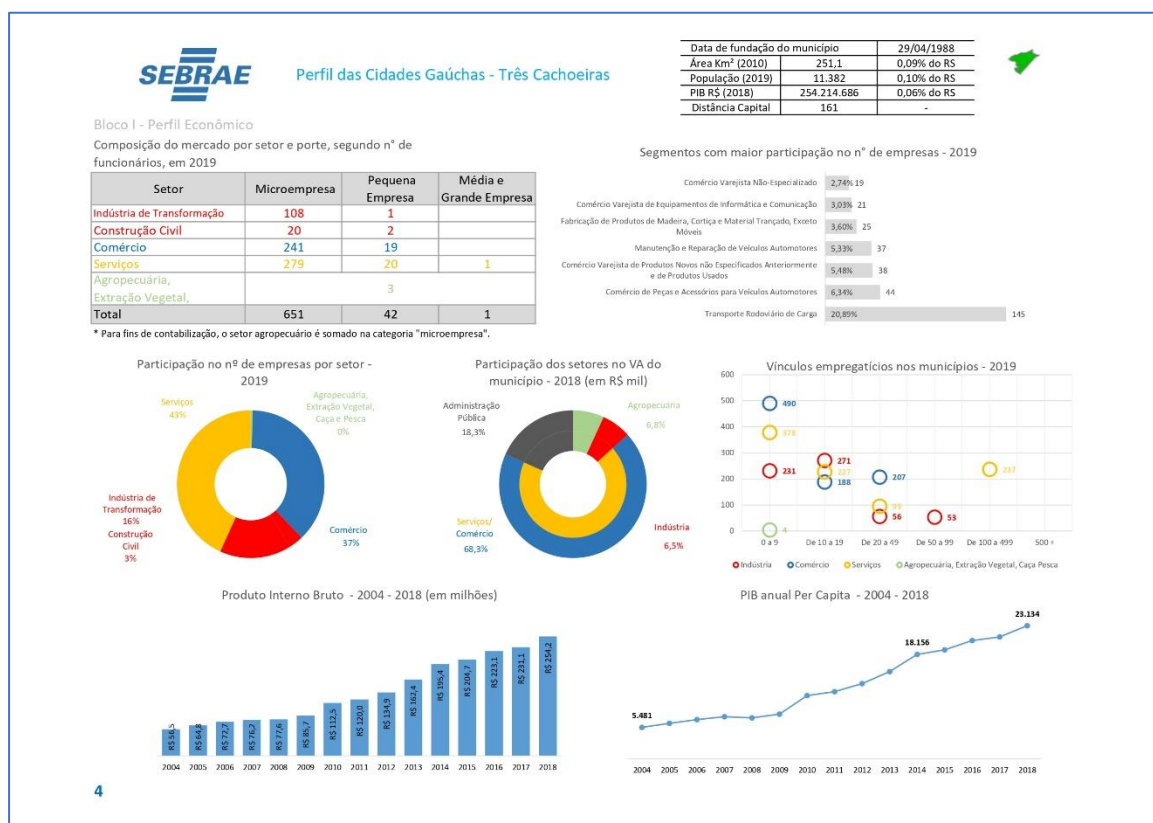 SEBRAE
Perfil das Cidades Gaúchas - Três Cachoeiras
Data de fundação do município 29/04/1988
Área Km² (2010) 251,1 0,09% do RS
População (2019) 11.382 0,10% do RS
PIB R$ (2018) 254.214.686 0,06% do RS
Distância Capital 161 -
Bloco I - Perfil Econômico
Composição do mercado por setor e porte, segundo n° de
funcionários, em 2019
Setor Microempresa Pequena Empresa Média e Grande Empresa
Indústria de Transformação 108 1
Construção Civil 20 2
Comércio 241 19
Serviços 279 20 1
Agropecuária,
Extração Vegetal, 3
Total 651 42 1
* Para fins de contabilização, o setor agropecuário é somado na categoria "microempresa".
Segmentos com maior participação no n° de empresas - 2019
Comércio Varejista Não-Especializado 2,74% 19
Comércio Varejista de Equipamentos de Informática e Comunicação 3,03% 21
Fabricação de Produtos de Madeira, Cortiça e Material Trançado, Exceto
Móveis 3,60% 25
Manutenção e Reparação de Veículos Automotores 5,33% 37
Comércio Varejista de Produtos Novos não Especificados Anteriormente
e de Produtos Usados 5,48% 38
Comércio de Peças e Acessórios para Veículos Automotores 6,34% 44
Transporte Rodoviário de Carga 20,89% 145
Participação no nº de empresas por setor -
2019
Serviços
43%
Agropecuária,
Extração Vegetal,
Caça e Pesca
0%
Indústria de
Transformação
16%
Construção
Civil
3%
Comércio
37%
Participação dos setores no VA do
município - 2018 (em R$ mil)
Administração
Pública
18,3%
Agropecuária
6,8%
Serviços/
Comércio
68,3%
Indústria
6,5%
Vínculos empregatícios nos municípios - 2019
600
500
490
400
378
300
271
231
227
237
200
207
188
100
95
56
53
0
4
0 a 9 De 10 a 19 De 20 a 49 De 50 a 99 De 100 a 499 500 +
Indústria Comércio Serviços Agropecuária, Extração Vegetal, Caça Pesca
Produto Interno Bruto - 2004 - 2018 (em milhões)
R$ 56,5 R$ 64,8 R$ 72,7 R$ 76,2 R$ 77,6 R$ 85,7 R$ 112,5 R$ 120,0 R$ 134,9 R$ 162,4 R$ 195,4 R$ 204,7 R$ 223,1 R$ 231,1 R$ 254,2
2004 2005 2006 2007 2008 2009 2010 2011 2012 2013 2014 2015 2016 2017 2018
PIB anual Per Capita - 2004 - 2018
23.134
18.156
5.481
2004 2005 2006 2007 2008 2009 2010 2011 2012 2013 2014 2015 2016 2017 2018
4